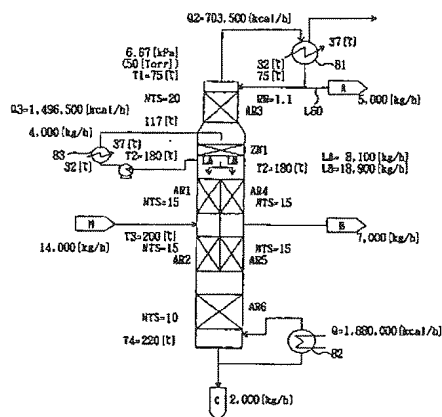 Q2=703,500[kcal/h]
6.67[kPa]
(50[Torr])
T1=75[℃]
32[℃]
75[℃]
37[℃]
81
NTS=20
RR=1.1
AR3
L60
A
5,000[kg/h]
Q3=1,496,500[kcal/h]
117[℃]
4,000[kg/h]
37[℃]
83
32[℃]
T2=180[℃]
ZN1
LA LB
T2=180[℃]
LA= 8,100[kg/h]
LB=18,900[kg/h]
AR1
AR4
NTS=15
NTS=15
M
14,000[kg/h]
B
7,000[kg/h]
T3=200[℃]
NTS=15
NTS=15
AR2
AR5
NTS=10
AR6
T4=220[℃]
Q=1,880,000[kcal/h]
82
C
2,000[kg/h]